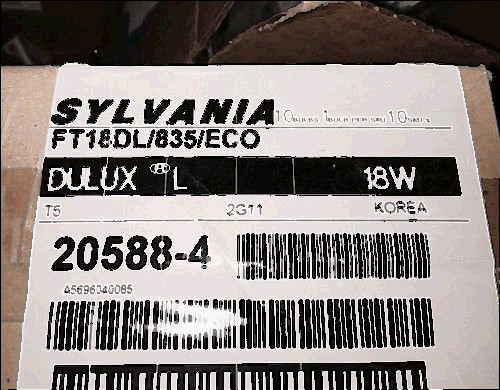 SYLVANIA
FT18DL/835/ECO
DULUX ® L 18W
T5 2G11 KOREA
20588-4
A5696040085